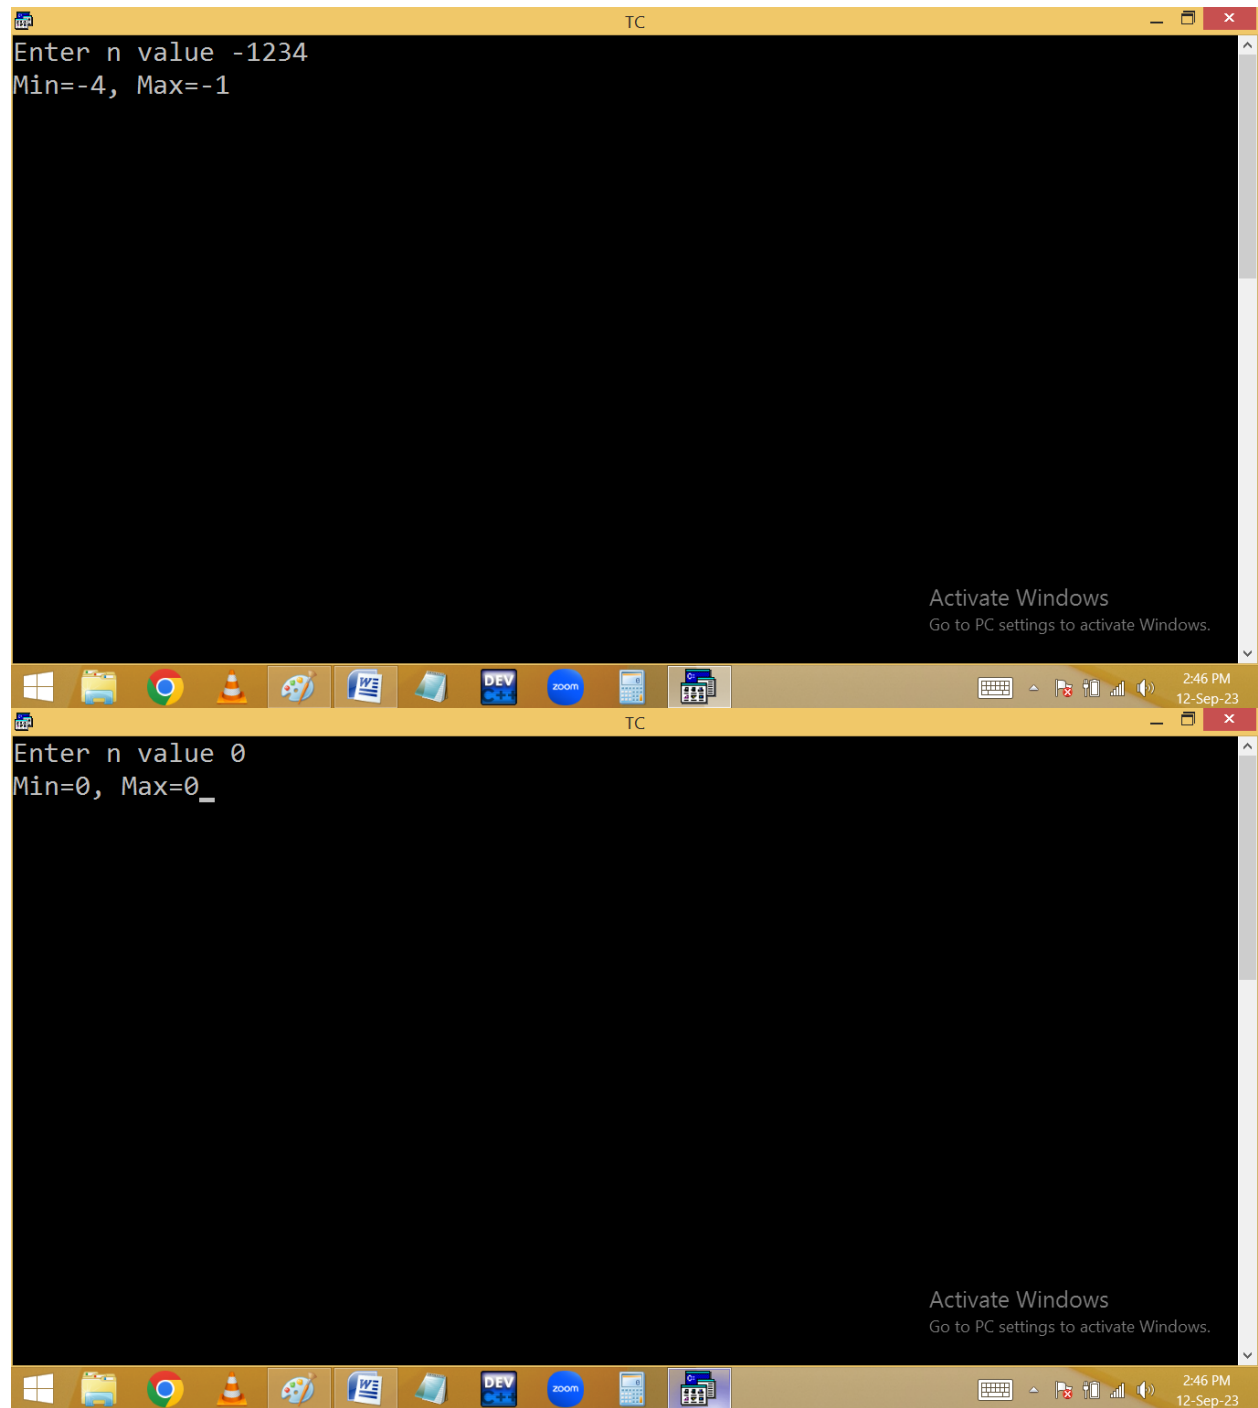 TC
Enter n value -1234
Min=-4, Max=-1
Activate Windows
Go to PC settings to activate Windows.
DEV
C++
zoom
2:46 PM
12-Sep-23
TC
Enter n value 0
Min=0, Max=0_
Activate Windows
Go to PC settings to activate Windows.
DEV
C++
zoom
2:46 PM
12-Sep-23